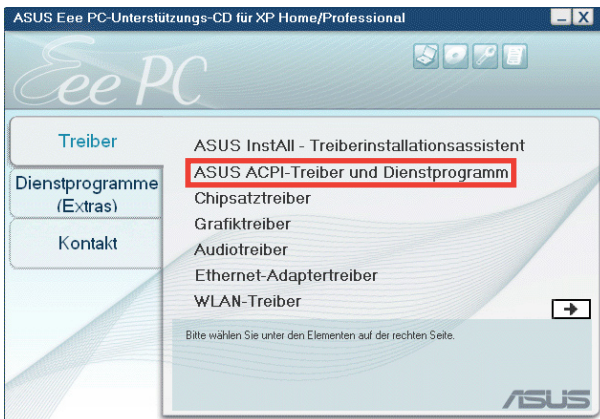 ASUS Eee PC-Unterstützungs-CD für XP Home/Professional
Eee PC
Treiber
Dienstprogramme
(Extras)
Kontakt
ASUS InstAll - Treiberinstallationsassistent
ASUS ACPI-Treiber und Dienstprogramm
Chipsatztreiber
Grafiktreiber
Audiotreiber
Ethernet-Adaptertreiber
WLAN-Treiber
Bitte wählen Sie unter den Elementen auf der rechten Seite.
ASUS